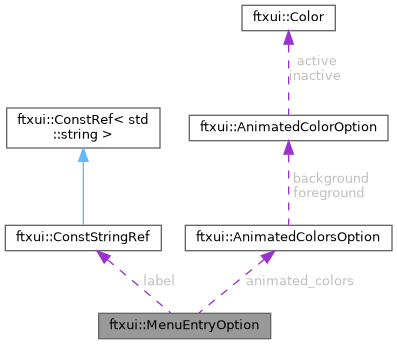 ftxui::Color
active
inactive
ftxui::ConstRef< std
::string >
ftxui::AnimatedColorOption
background
foreground
ftxui::ConstStringRef
ftxui::AnimatedColorsOption
label
animated_colors
ftxui::MenuEntryOption